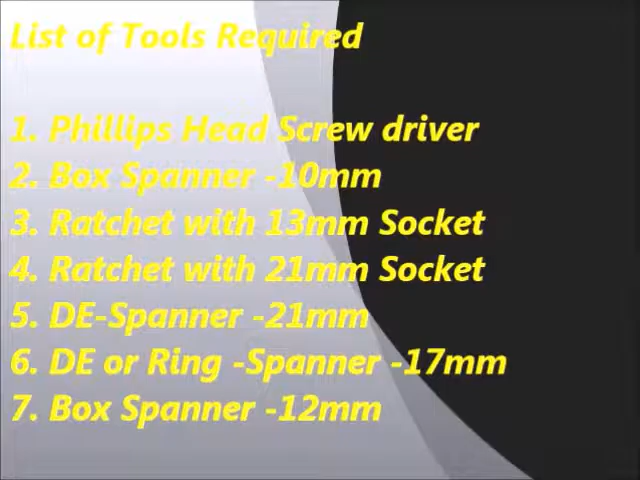 List of Tools Required
1. Phillips Head Screw driver
2. Box Spanner -10mm
3. Ratchet with 13mm Socket
4. Ratchet with 21mm Socket
5. DE-Spanner -21mm
6. DE or Ring -Spanner -17mm
7. Box Spanner -12mm